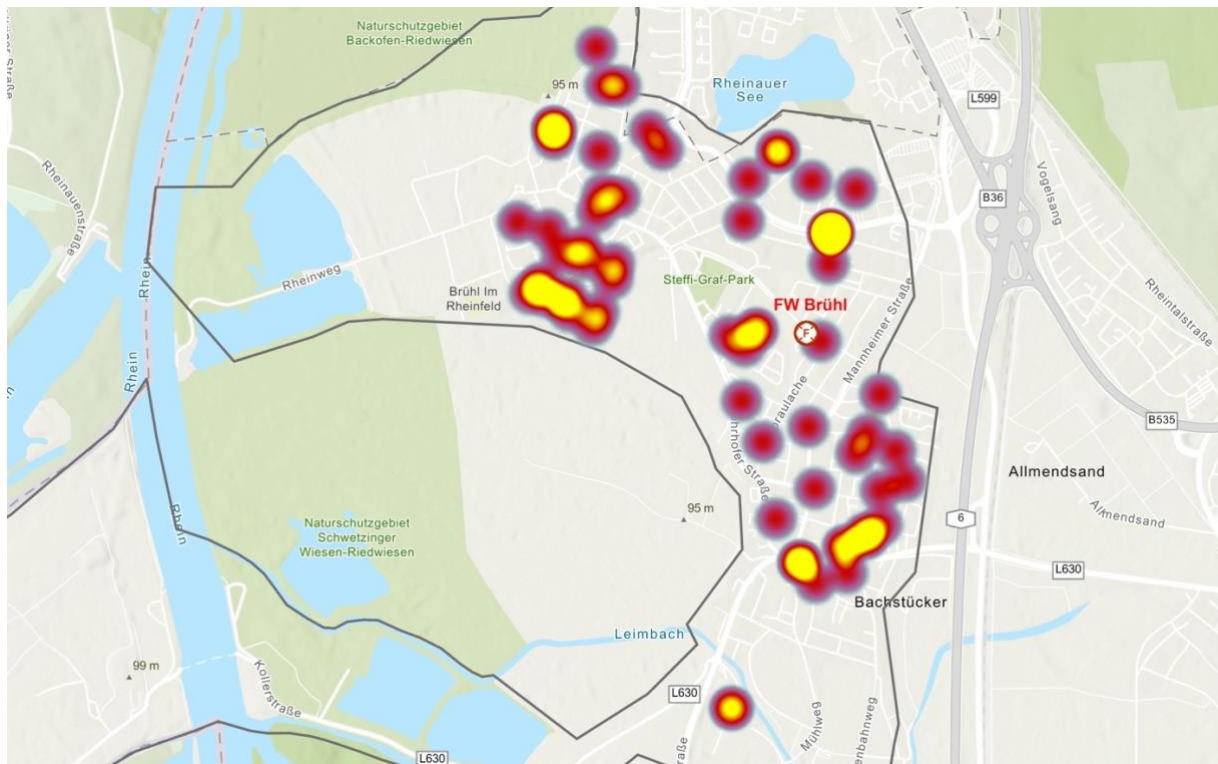 Naturschutzgebiet
Backofen-Riedwiesen
95 m
Rheinauer
See
L599
Rheinauenstraße
Vogelsang
B36
Rhein
Rheinweg
Brühl Im
Rheinfeld
Steffi-Graf-Park
FW Brühl
F
Mannheimer Straße
Rheintalstraße
Rhein
B535
Allmendsand
95 m
Allmendsand
6
Rhein
Naturschutzgebiet
Schwetzinger
Wiesen-Riedwiesen
L630
Bachstücker
Leimbach
99 m
Kollerstraße
L630
Mühlweg
L630